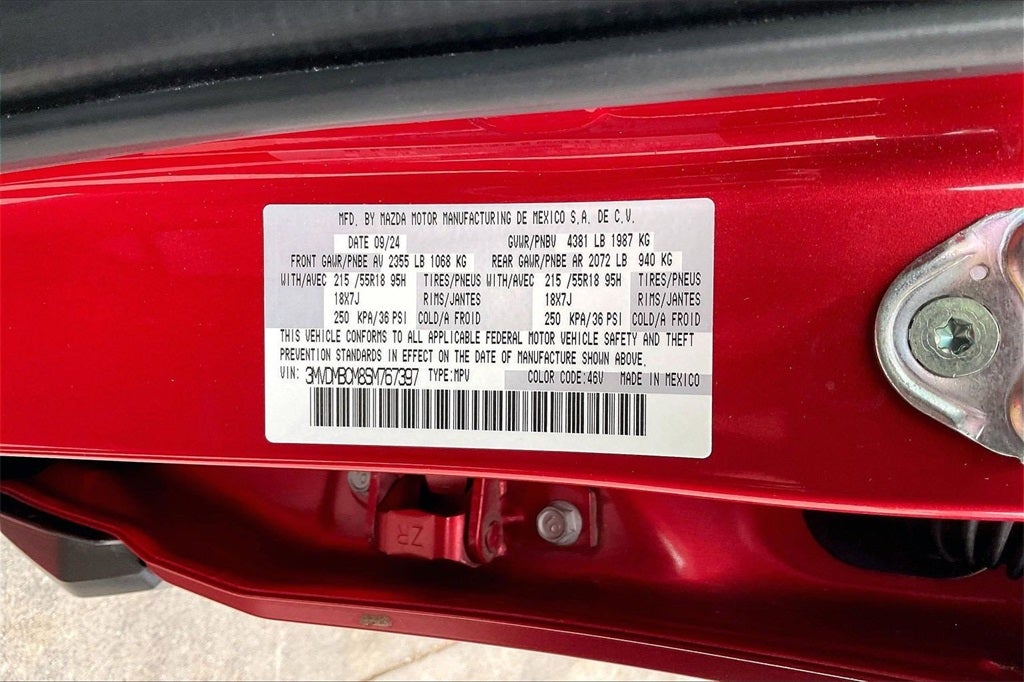 MFD. BY MAZDA MOTOR MANUFACTURING DE MEXICO S.A. DE C.V.
DATE 09/24 GVWR/PNBV 4381 LB 1987 KG
FRONT GAWR/PNBE AV 2355 LB 1068 KG REAR GAWR/PNBE AR 2072 LB 940 KG
WITH/AVEC 215 /55R18 95H TIRES/PNEUS WITH/AVEC 215 /55R18 95H TIRES/PNEUS
18X7J RIMS/JANTES 18X7J RIMS/JANTES
250 KPA/36 PSI COLD/A FROID 250 KPA/36 PSI COLD/A FROID
THIS VEHICLE CONFORMS TO ALL APPLICABLE FEDERAL MOTOR VEHICLE SAFETY AND THEFT
PREVENTION STANDARDS IN EFFECT ON THE DATE OF MANUFACTURE SHOWN ABOVE.
VIN: 3MVDMBCM8SM767397 TYPE:MPV COLOR CODE:46V MADE IN MEXICO
ZR